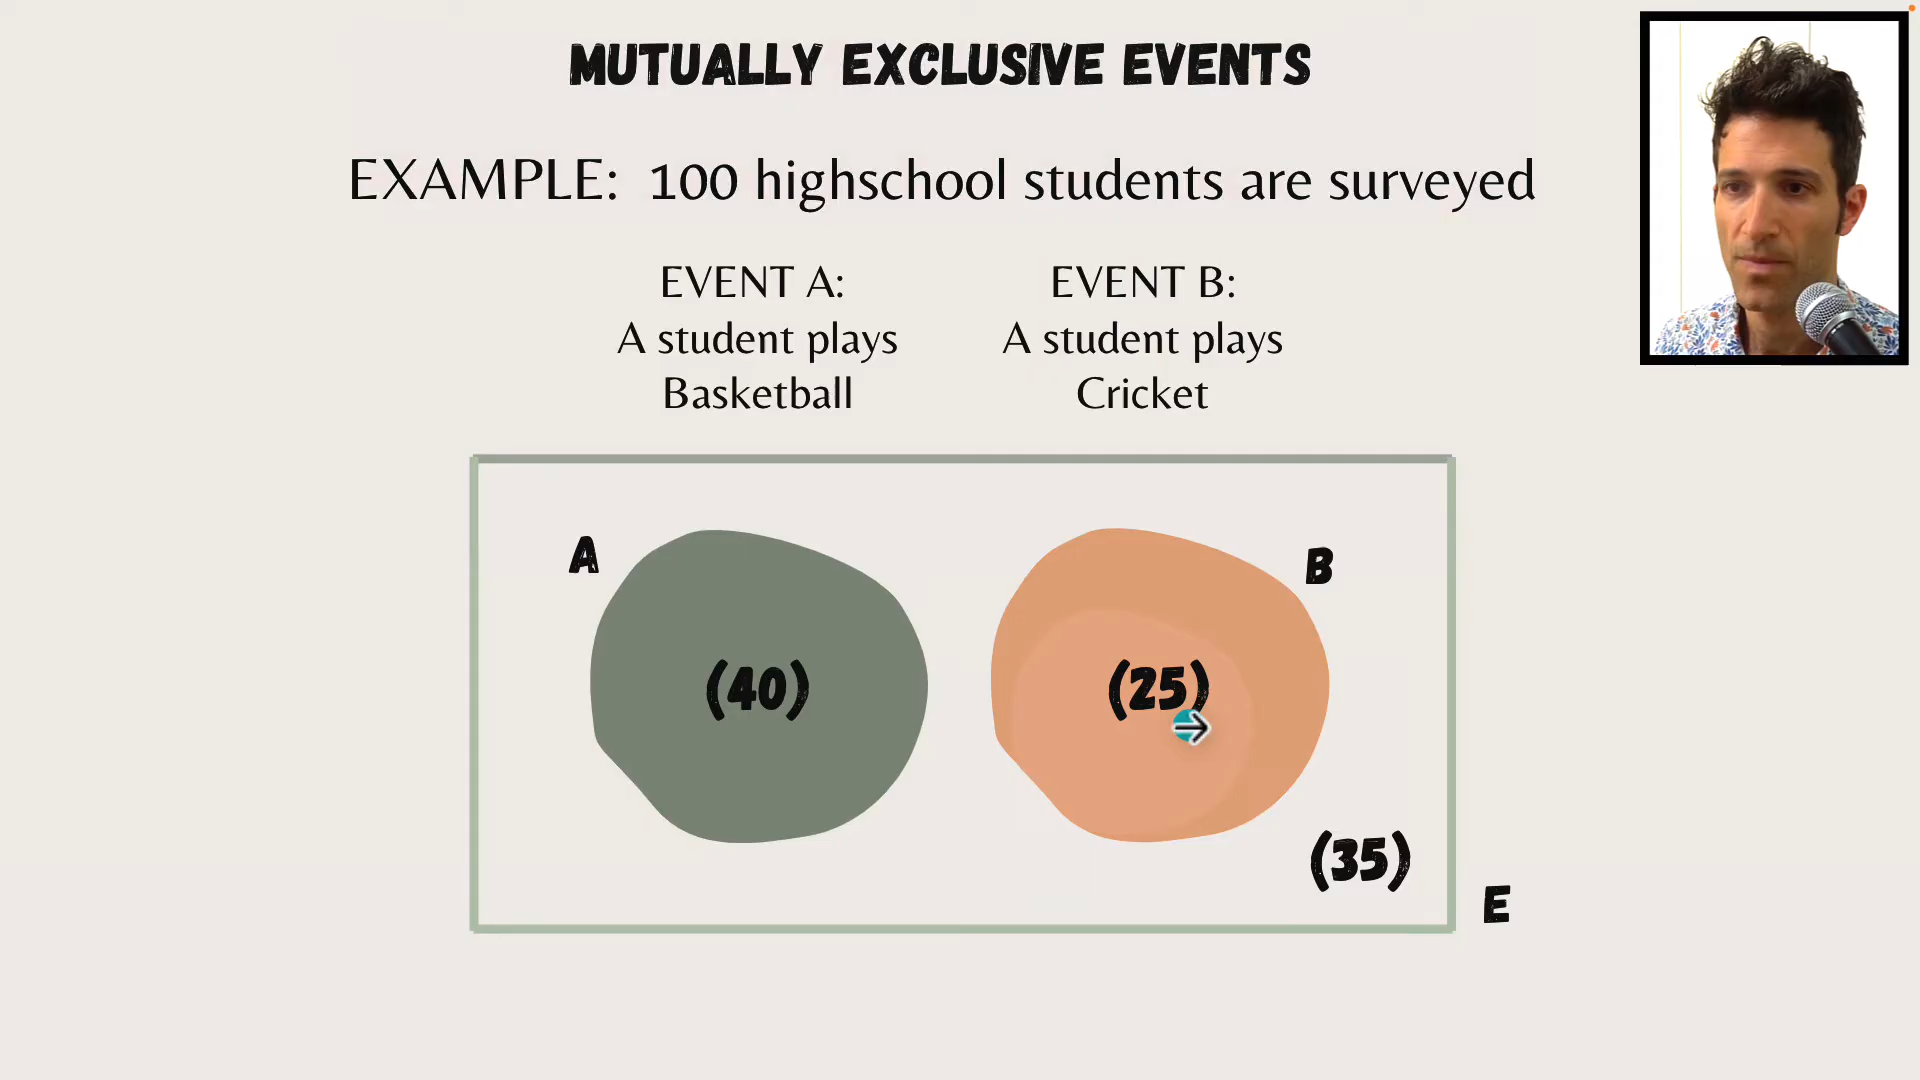 MUTUALLY EXCLUSIVE EVENTS
EXAMPLE: 100 highschool students are surveyed
EVENT A:
A student plays
Basketball
EVENT B:
A student plays
Cricket
A
B
(40)
(25)
(35)
E